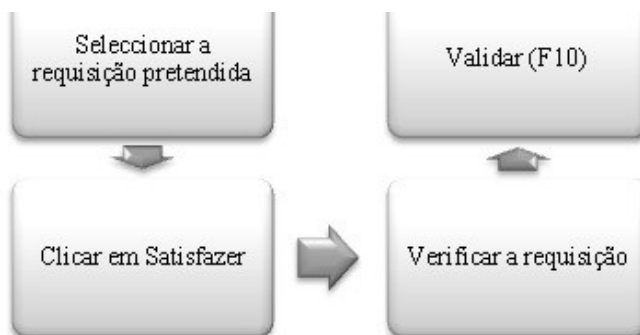 Seleccionar a
requisição pretendida
Clicar em Satisfazer
Verificar a requisição
Validar (F10)